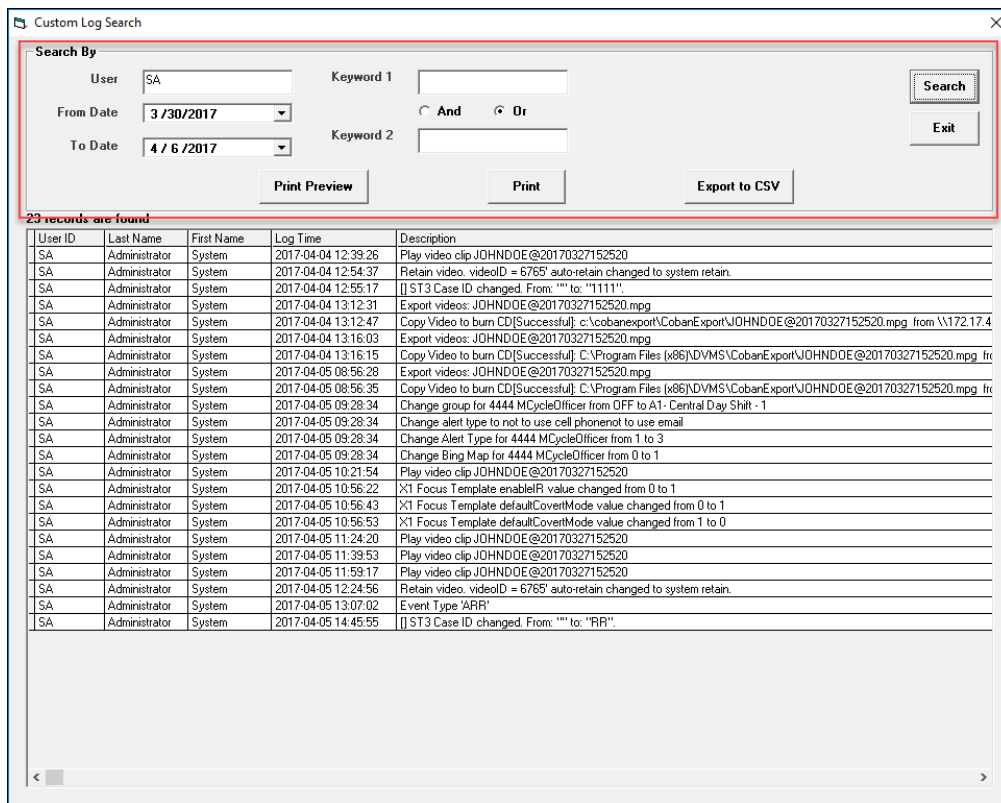 Custom Log Search
Search By
User SA Keyword 1
From Date 3 /30/2017 And Or
To Date 4 / 6 /2017 Keyword 2
Search
Exit
Print Preview Print Export to CSV
23 records are found
User ID Last Name First Name Log Time Description
SA Administrator System 2017-04-04 12:39:26 Play video clip JOHNDOE@20170327152520
SA Administrator System 2017-04-04 12:54:37 Retain video. videoID = 6765' auto-retain changed to system retain.
SA Administrator System 2017-04-04 12:55:17 [] ST3 Case ID changed. From: "" to: "1111".
SA Administrator System 2017-04-04 13:12:31 Export videos: JOHNDOE@20170327152520.mpg
SA Administrator System 2017-04-04 13:12:47 Copy Video to burn CD[Successful]: c:\cobanexport\CobanExport\JOHNDOE@20170327152520.mpg from \\172.17.4
SA Administrator System 2017-04-04 13:16:03 Export videos: JOHNDOE@20170327152520.mpg
SA Administrator System 2017-04-04 13:16:15 Copy Video to burn CD[Successful]: C:\Program Files (x86)\DVMS\CobanExport\JOHNDOE@20170327152520.mpg fro
SA Administrator System 2017-04-05 08:56:28 Export videos: JOHNDOE@20170327152520.mpg
SA Administrator System 2017-04-05 08:56:35 Copy Video to burn CD[Successful]: C:\Program Files (x86)\DVMS\CobanExport\JOHNDOE@20170327152520.mpg fro
SA Administrator System 2017-04-05 09:28:34 Change group for 4444 MCycleOfficer from OFF to A1- Central Day Shift - 1
SA Administrator System 2017-04-05 09:28:34 Change alert type to not to use cell phonenot to use email
SA Administrator System 2017-04-05 09:28:34 Change Alert Type for 4444 MCycleOfficer from 1 to 3
SA Administrator System 2017-04-05 09:28:34 Change Bing Map for 4444 MCycleOfficer from 0 to 1
SA Administrator System 2017-04-05 10:21:54 Play video clip JOHNDOE@20170327152520
SA Administrator System 2017-04-05 10:56:22 X1 Focus Template enableIR value changed from 0 to 1
SA Administrator System 2017-04-05 10:56:43 X1 Focus Template defaultCovertMode value changed from 0 to 1
SA Administrator System 2017-04-05 10:56:53 X1 Focus Template defaultCovertMode value changed from 1 to 0
SA Administrator System 2017-04-05 11:24:20 Play video clip JOHNDOE@20170327152520
SA Administrator System 2017-04-05 11:39:53 Play video clip JOHNDOE@20170327152520
SA Administrator System 2017-04-05 11:59:17 Play video clip JOHNDOE@20170327152520
SA Administrator System 2017-04-05 12:24:56 Retain video. videoID = 6765' auto-retain changed to system retain.
SA Administrator System 2017-04-05 13:07:02 Event Type 'ARR'
SA Administrator System 2017-04-05 14:45:55 [] ST3 Case ID changed. From: "" to: "RR".